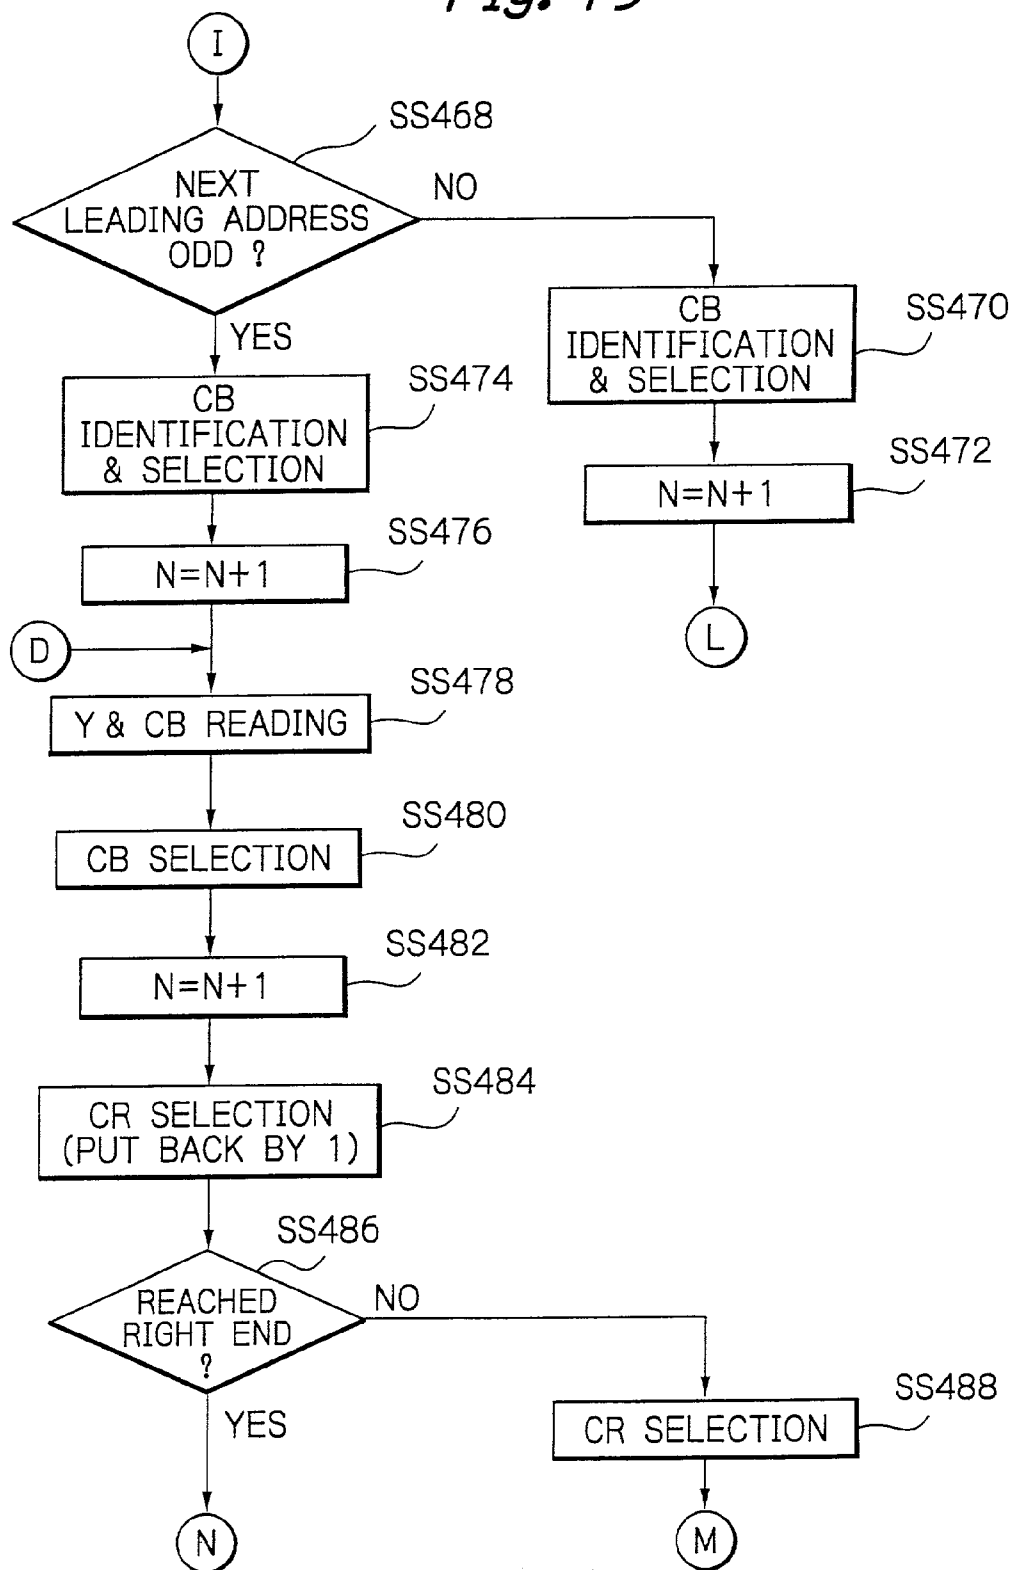 I
SS468
NEXT
LEADING ADDRESS
ODD ?
NO
YES
SS470
CB
IDENTIFICATION
& SELECTION
SS474
CB
IDENTIFICATION
& SELECTION
SS472
N=N+1
SS476
N=N+1
D
L
SS478
Y & CB READING
SS480
CB SELECTION
SS482
N=N+1
SS484
CR SELECTION
(PUT BACK BY 1)
SS486
REACHED
RIGHT END
?
NO
YES
SS488
CR SELECTION
N
M